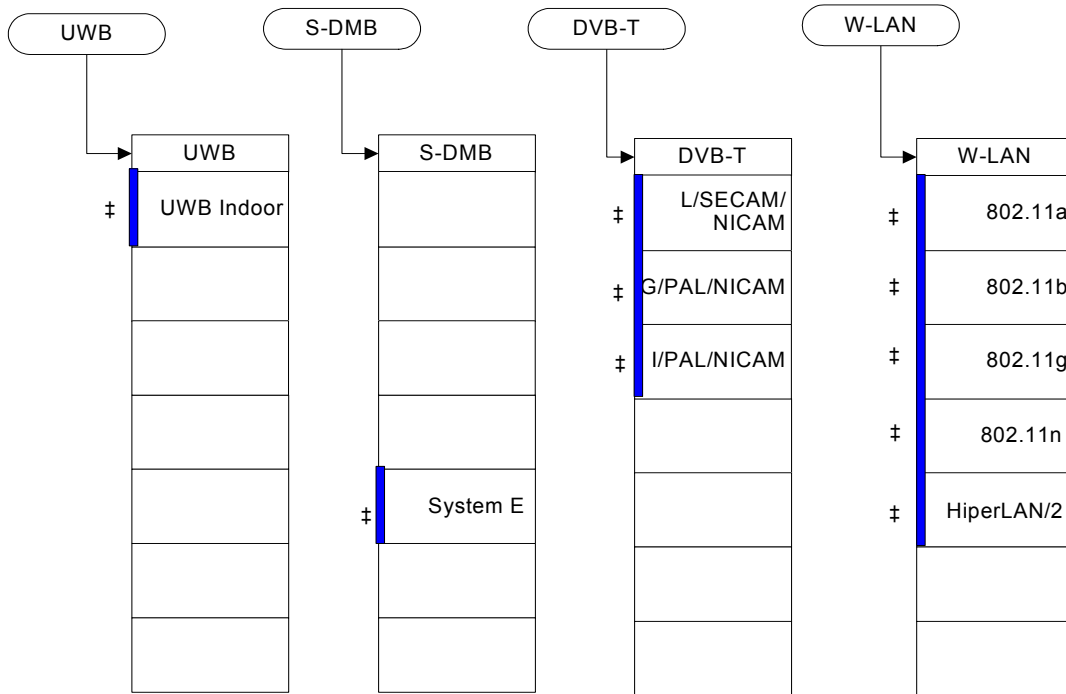 UWB
S-DMB
DVB-T
W-LAN
UWB
S-DMB
DVB-T
W-LAN
‡
UWB Indoor
‡
L/SECAM/
NICAM
‡
802.11a
‡
G/PAL/NICAM
‡
802.11b
‡
I/PAL/NICAM
‡
802.11g
‡
802.11n
‡
System E
‡
HiperLAN/2